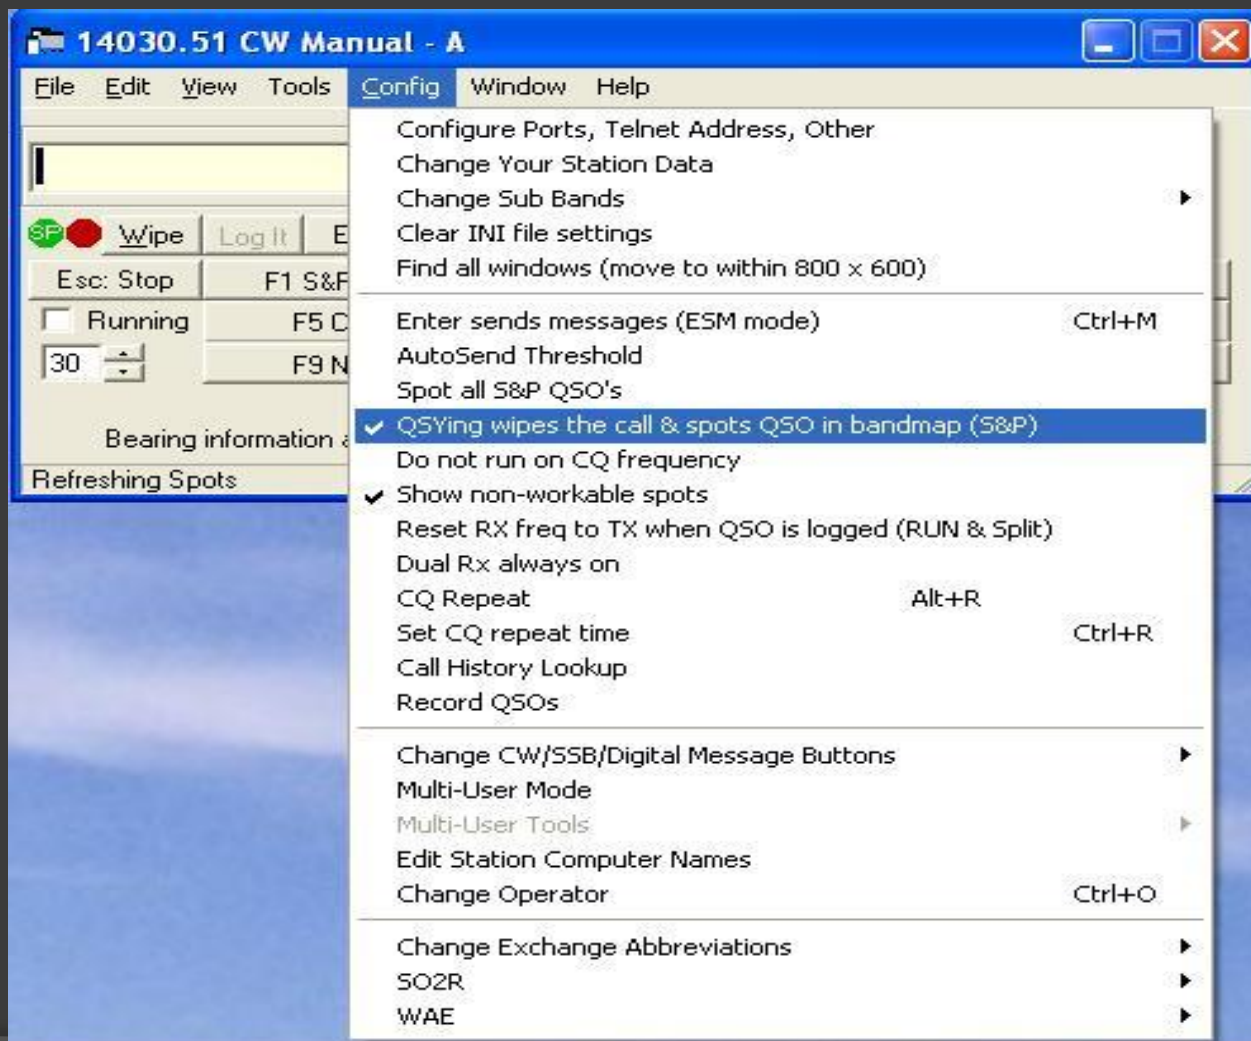 14030.51 CW Manual - A
File Edit View Tools Config Window Help
Configure Ports, Telnet Address, Other
Change Your Station Data
Change Sub Bands
Clear INI file settings
Find all windows (move to within 800 x 600)
Enter sends messages (ESM mode) Ctrl+M
AutoSend Threshold
Spot all S&P QSO's
QSYing wipes the call & spots QSO in bandmap (S&P)
Do not run on CQ frequency
Show non-workable spots
Reset RX freq to TX when QSO is logged (RUN & Split)
Dual Rx always on
CQ Repeat Alt+R
Set CQ repeat time Ctrl+R
Call History Lookup
Record QSOs
Change CW/SSB/Digital Message Buttons
Multi-User Mode
Multi-User Tools
Edit Station Computer Names
Change Operator Ctrl+O
Change Exchange Abbreviations
SO2R
WAE
SP Wipe Log It E
Esc: Stop F1 S&P
Running F5 C
30 F9 N
Bearing information
Refreshing Spots